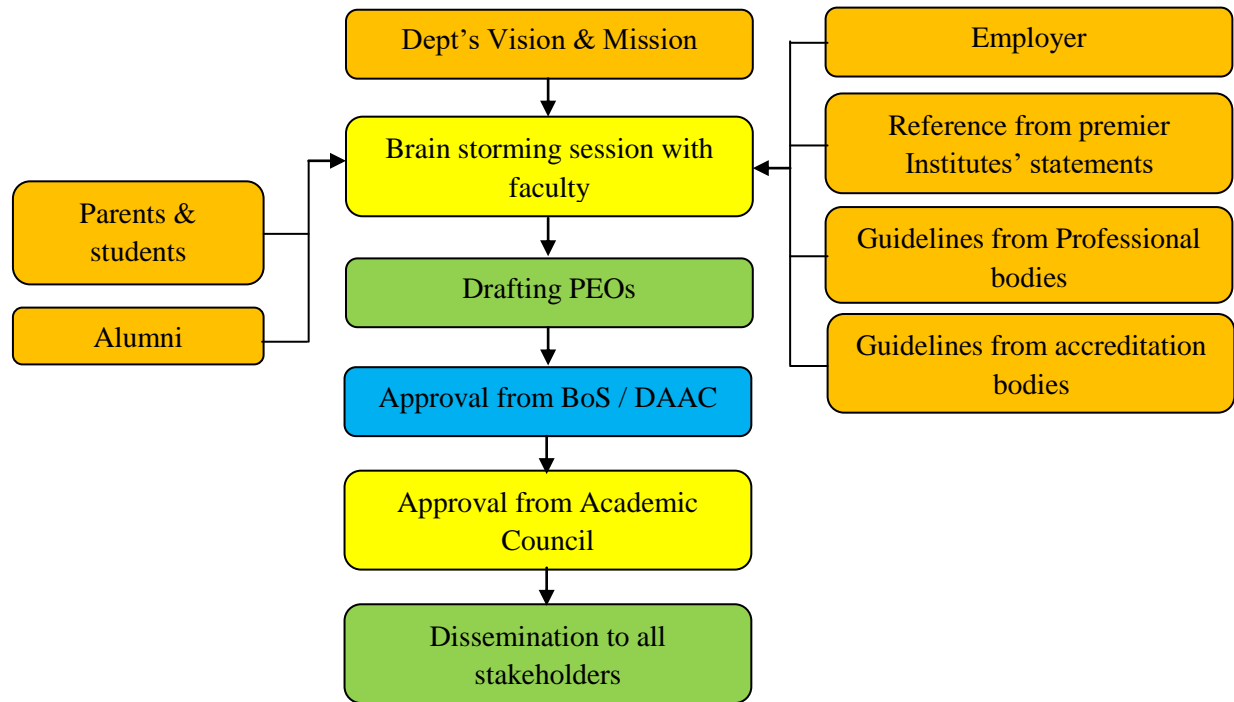 Dept’s Vision & Mission
Employer
Brain storming session with
faculty
Reference from premier
Institutes’ statements
Parents &
students
Guidelines from Professional
bodies
Drafting PEOs
Alumni
Guidelines from accreditation
bodies
Approval from BoS / DAAC
Approval from Academic
Council
Dissemination to all
stakeholders